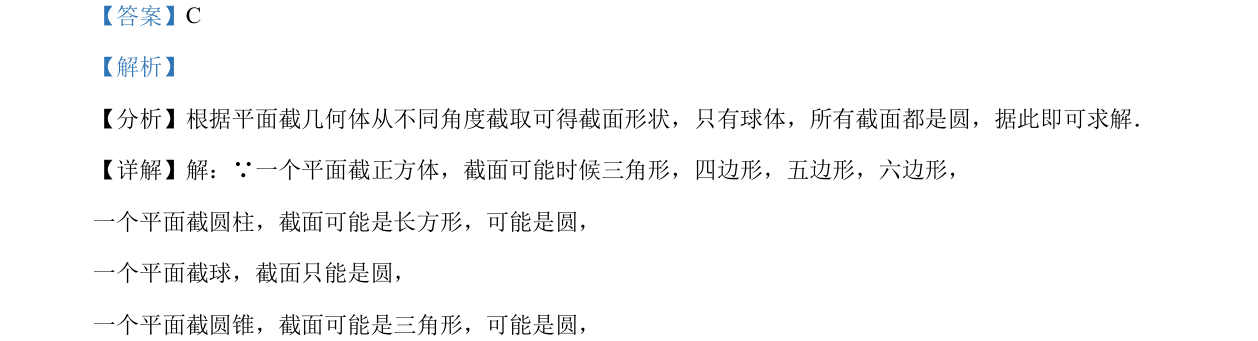 【答案】C
【解析】
【分析】根据平面截几何体从不同角度截取可得截面形状，只有球体，所有截面都是圆，据此即可求解．
【详解】解：∵一个平面截正方体，截面可能时候三角形，四边形，五边形，六边形，
一个平面截圆柱，截面可能是长方形，可能是圆，
一个平面截球，截面只能是圆，
一个平面截圆锥，截面可能是三角形，可能是圆，